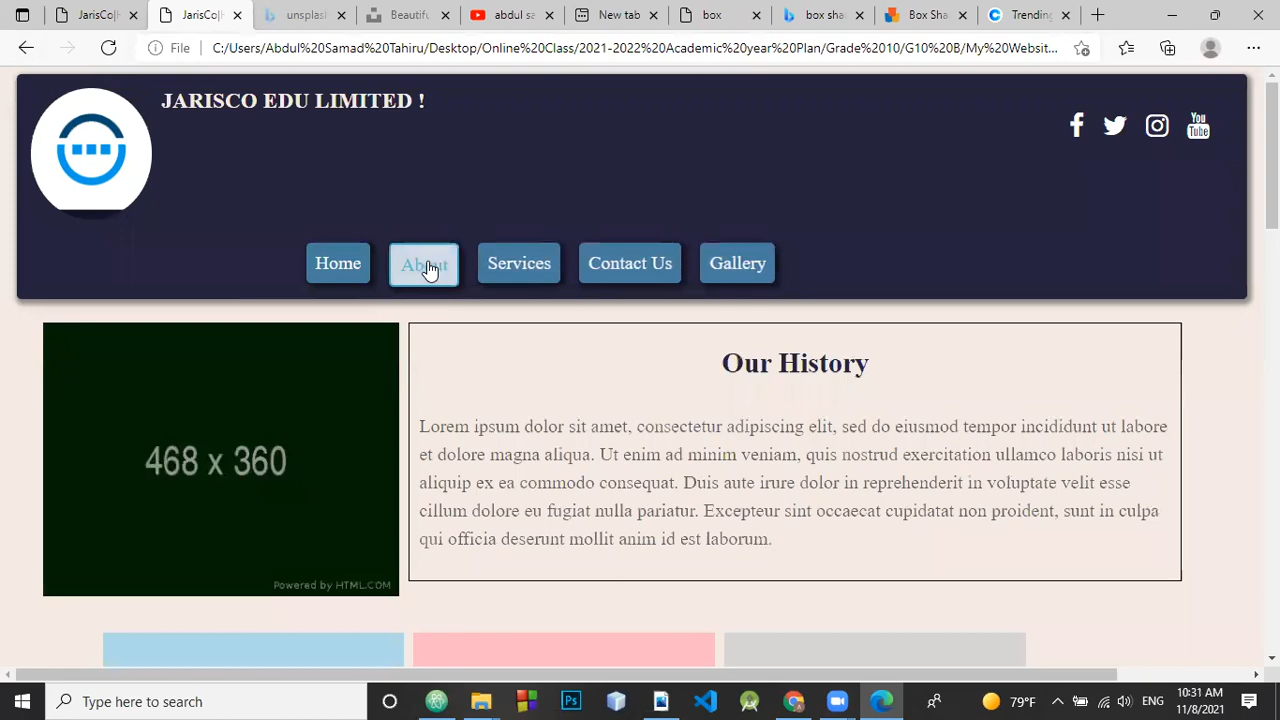 JarisCo|H
JarisCo|H
unsplash
Beautifu
abdul sa
New tab
box
box sha
Box Sha
Trending
File
C:/Users/Abdul%20Samad%20Tahiru/Desktop/Online%20Class/2021-2022%20Academic%20year%20Plan/Grade%2010/G10%20B/My%20Websit...
JARISCO EDU LIMITED !
You
Tube
Home
About
Services
Contact Us
Gallery
468 x 360
Powered by HTML.COM
Our History
Lorem ipsum dolor sit amet, consectetur adipiscing elit, sed do eiusmod tempor incididunt ut labore
et dolore magna aliqua. Ut enim ad minim veniam, quis nostrud exercitation ullamco laboris nisi ut
aliquip ex ea commodo consequat. Duis aute irure dolor in reprehenderit in voluptate velit esse
cillum dolore eu fugiat nulla pariatur. Excepteur sint occaecat cupidatat non proident, sunt in culpa
qui officia deserunt mollit anim id est laborum.
Type here to search
Ps
79°F
ENG
10:31 AM
11/8/2021